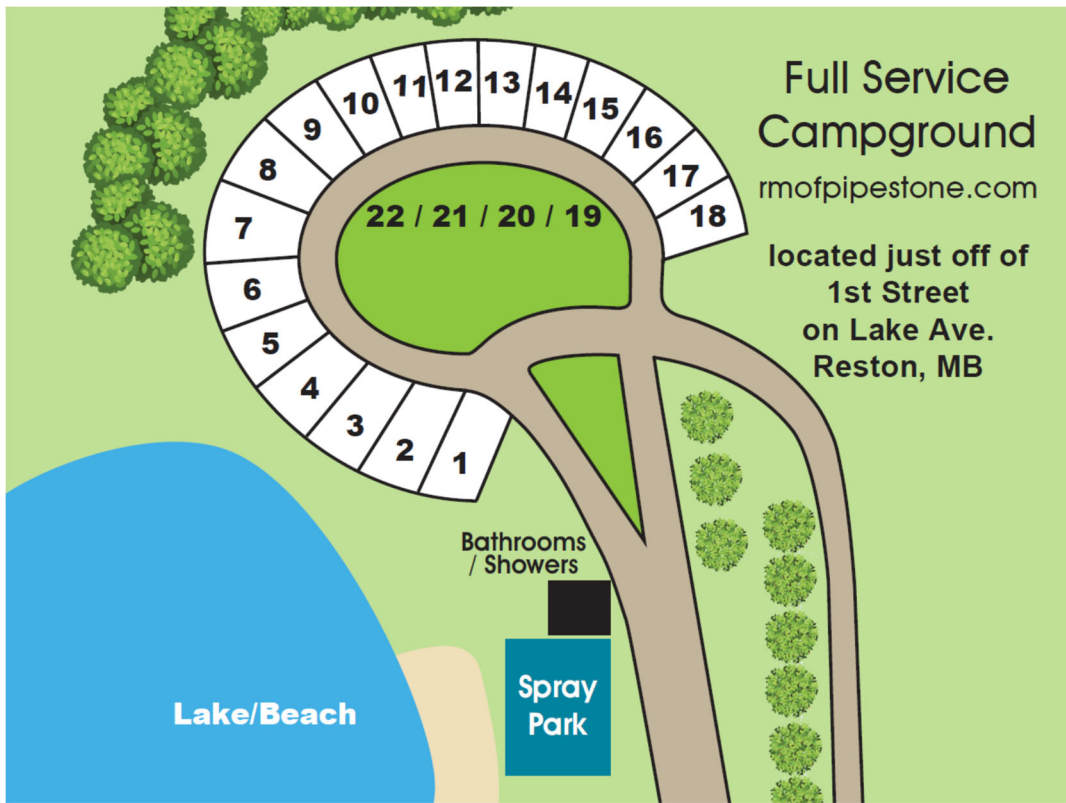 Full Service
Campground
rmofpipestone.com
located just off of
1st Street
on Lake Ave.
Reston, MB
1
2
3
4
5
6
7
8
9
10
11
12
13
14
15
16
17
18
22 / 21 / 20 / 19
Bathrooms
/ Showers
Spray
Park
Lake/Beach